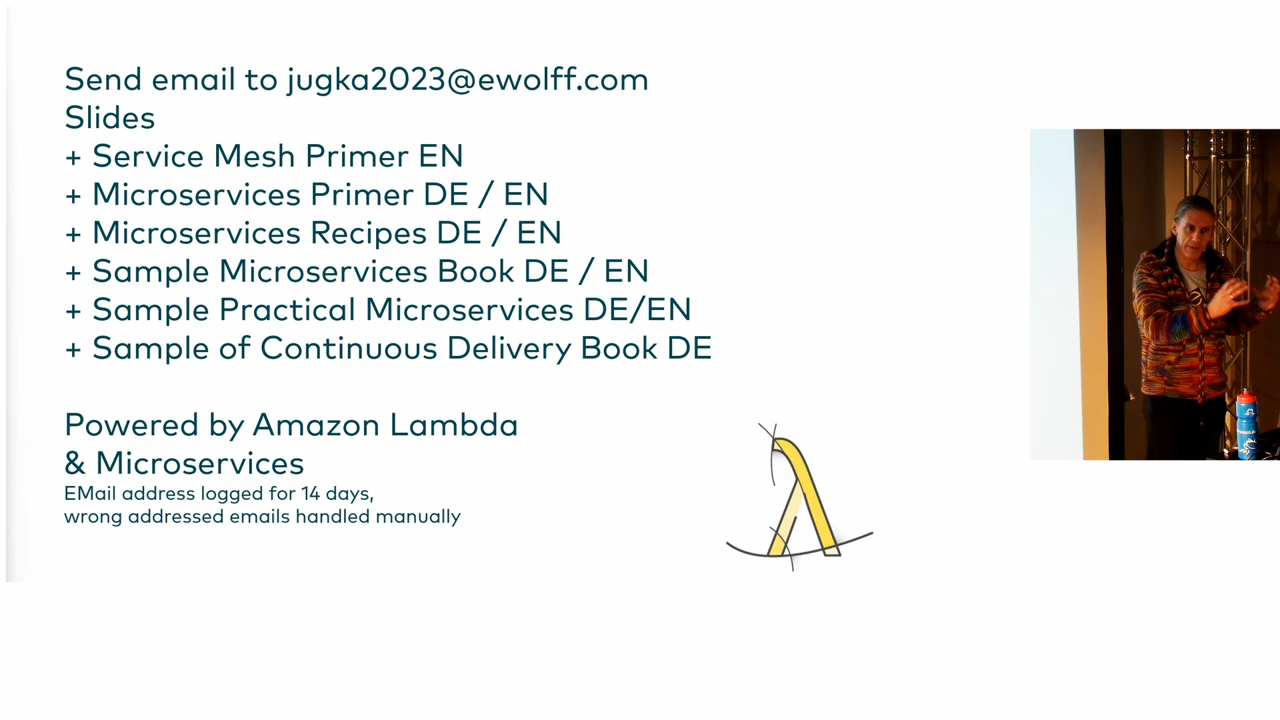 Send email to jugka2023@ewolff.com
Slides
+ Service Mesh Primer EN
+ Microservices Primer DE / EN
+ Microservices Recipes DE / EN
+ Sample Microservices Book DE / EN
+ Sample Practical Microservices DE/EN
+ Sample of Continuous Delivery Book DE
Powered by Amazon Lambda
& Microservices
EMail address logged for 14 days,
wrong addressed emails handled manually